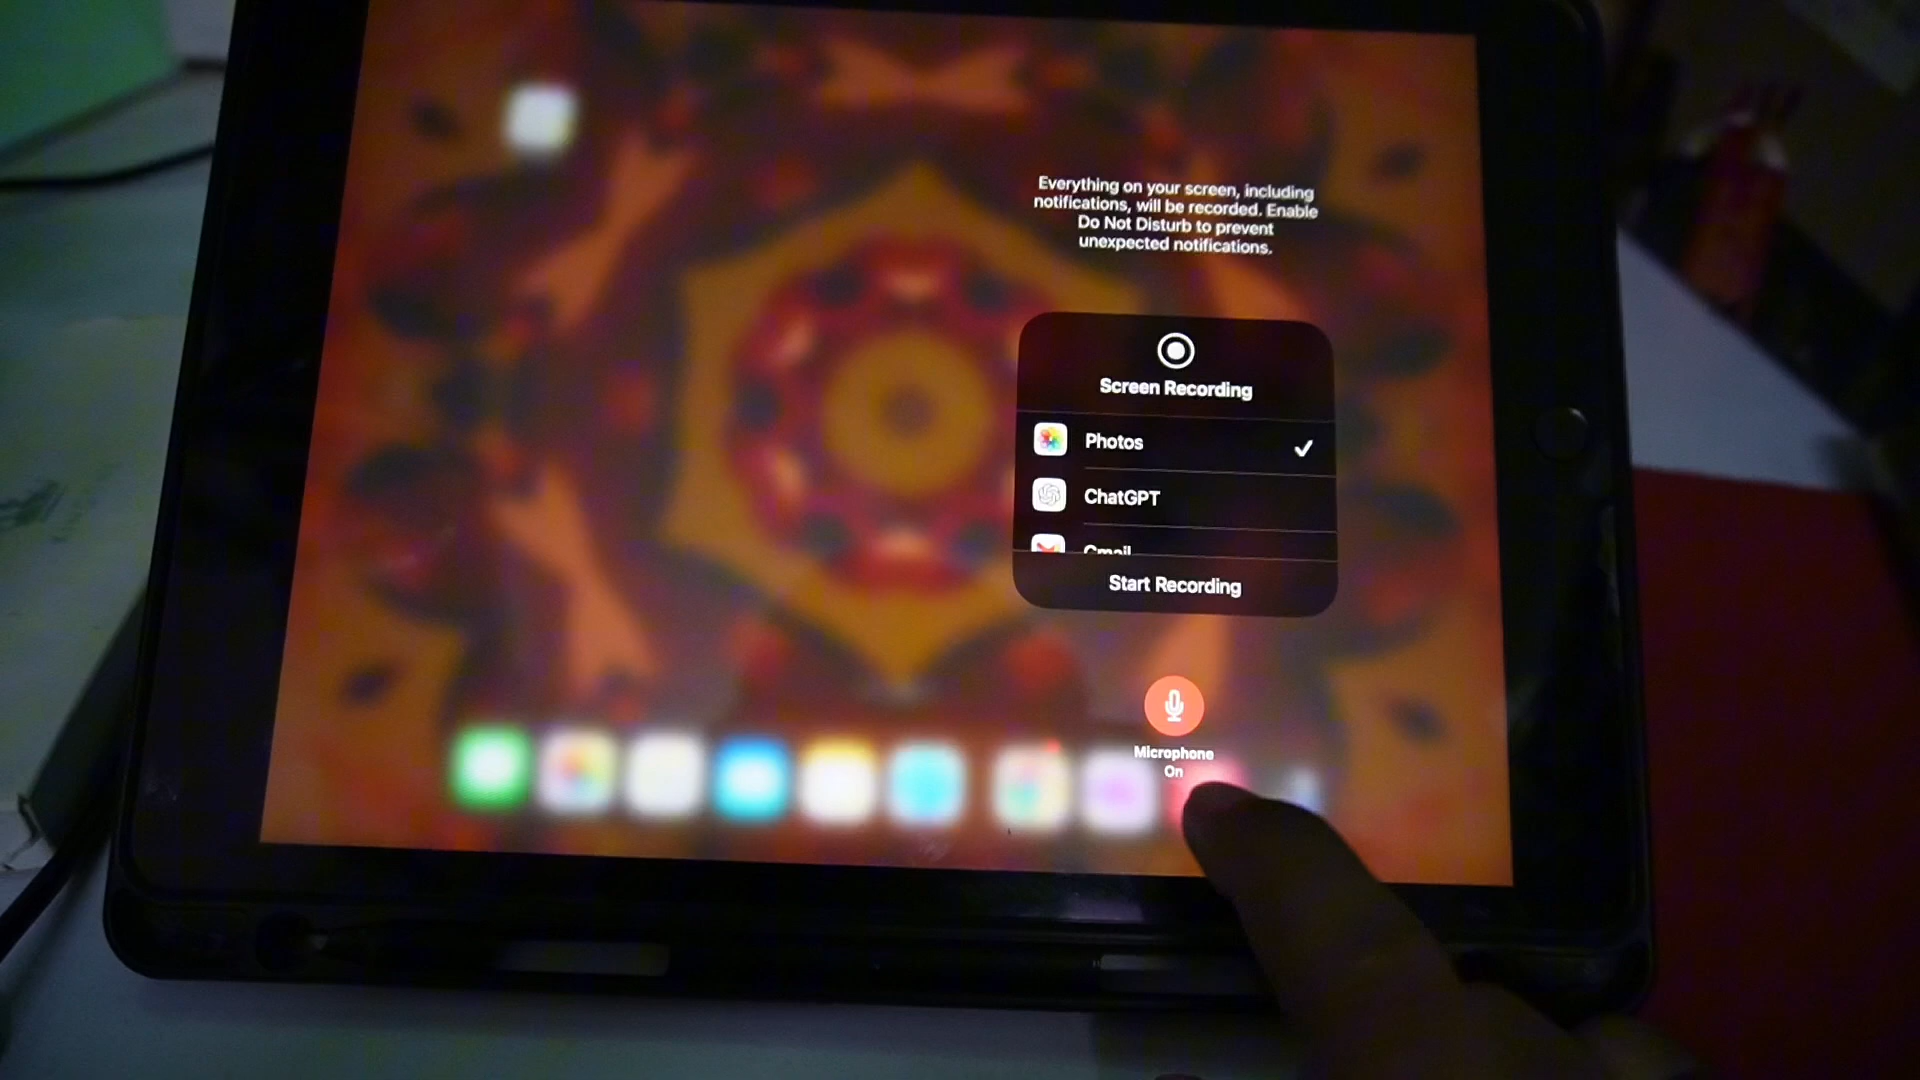 Everything on your screen, including
notifications, will be recorded. Enable
Do Not Disturb to prevent
unexpected notifications.
Screen Recording
Photos
ChatGPT
Gmail
Start Recording
Microphone
On